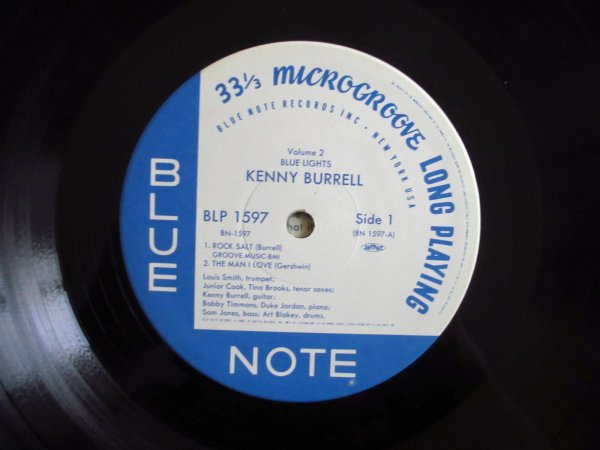 33⅓ MICROGROOVE LONG PLAYING
BLUE NOTE RECORDS INC • NEW YORK USA
Volume 2
BLUE LIGHTS
KENNY BURRELL
BLP 1597 Side 1
BN-1597 (BN 1597-A)
1. ROCK SALT (Burrell)
GROOVE MUSIC-BMI
2. THE MAN I LOVE (Gershwin)
Louis Smith, trumpet;
Junior Cook, Tina Brooks, tenor saxes;
Kenny Burrell, guitar;
Bobby Timmons, Duke Jordan, piano;
Sam Jones, bass; Art Blakey, drums.
BLUE
NOTE
®